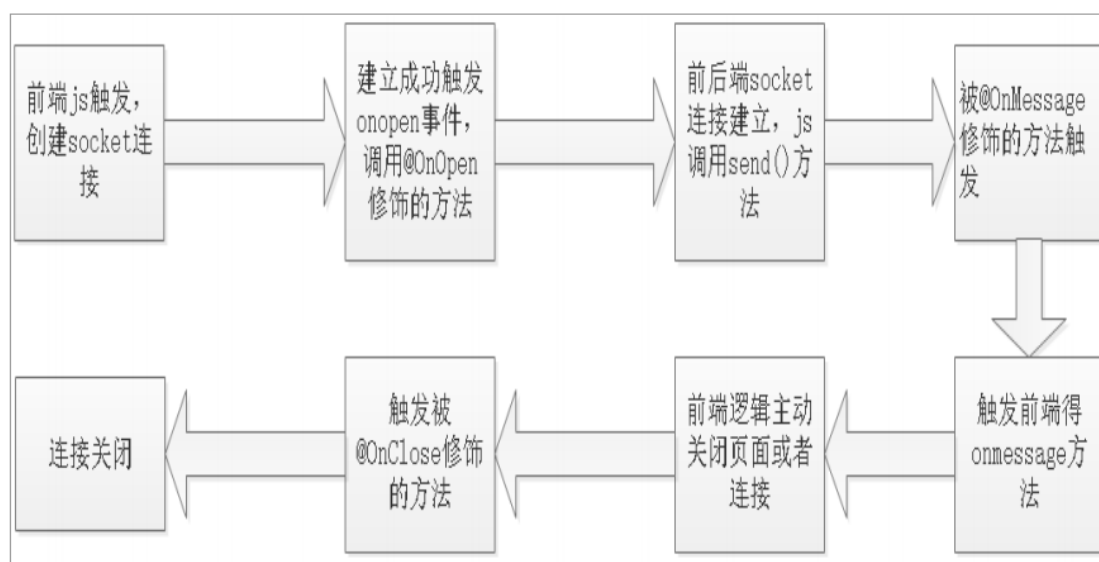 前端js触发，
创建socket连
接
建立成功触发
onopen事件，
调用@OnOpen
修饰的方法
前后端socket
连接建立，js
调用send()方
法
被@OnMessage
修饰的方法触
发
触发前端得
onmessage方
法
前端逻辑主动
关闭页面或者
连接
触发被
@OnClose修饰
的方法
连接关闭